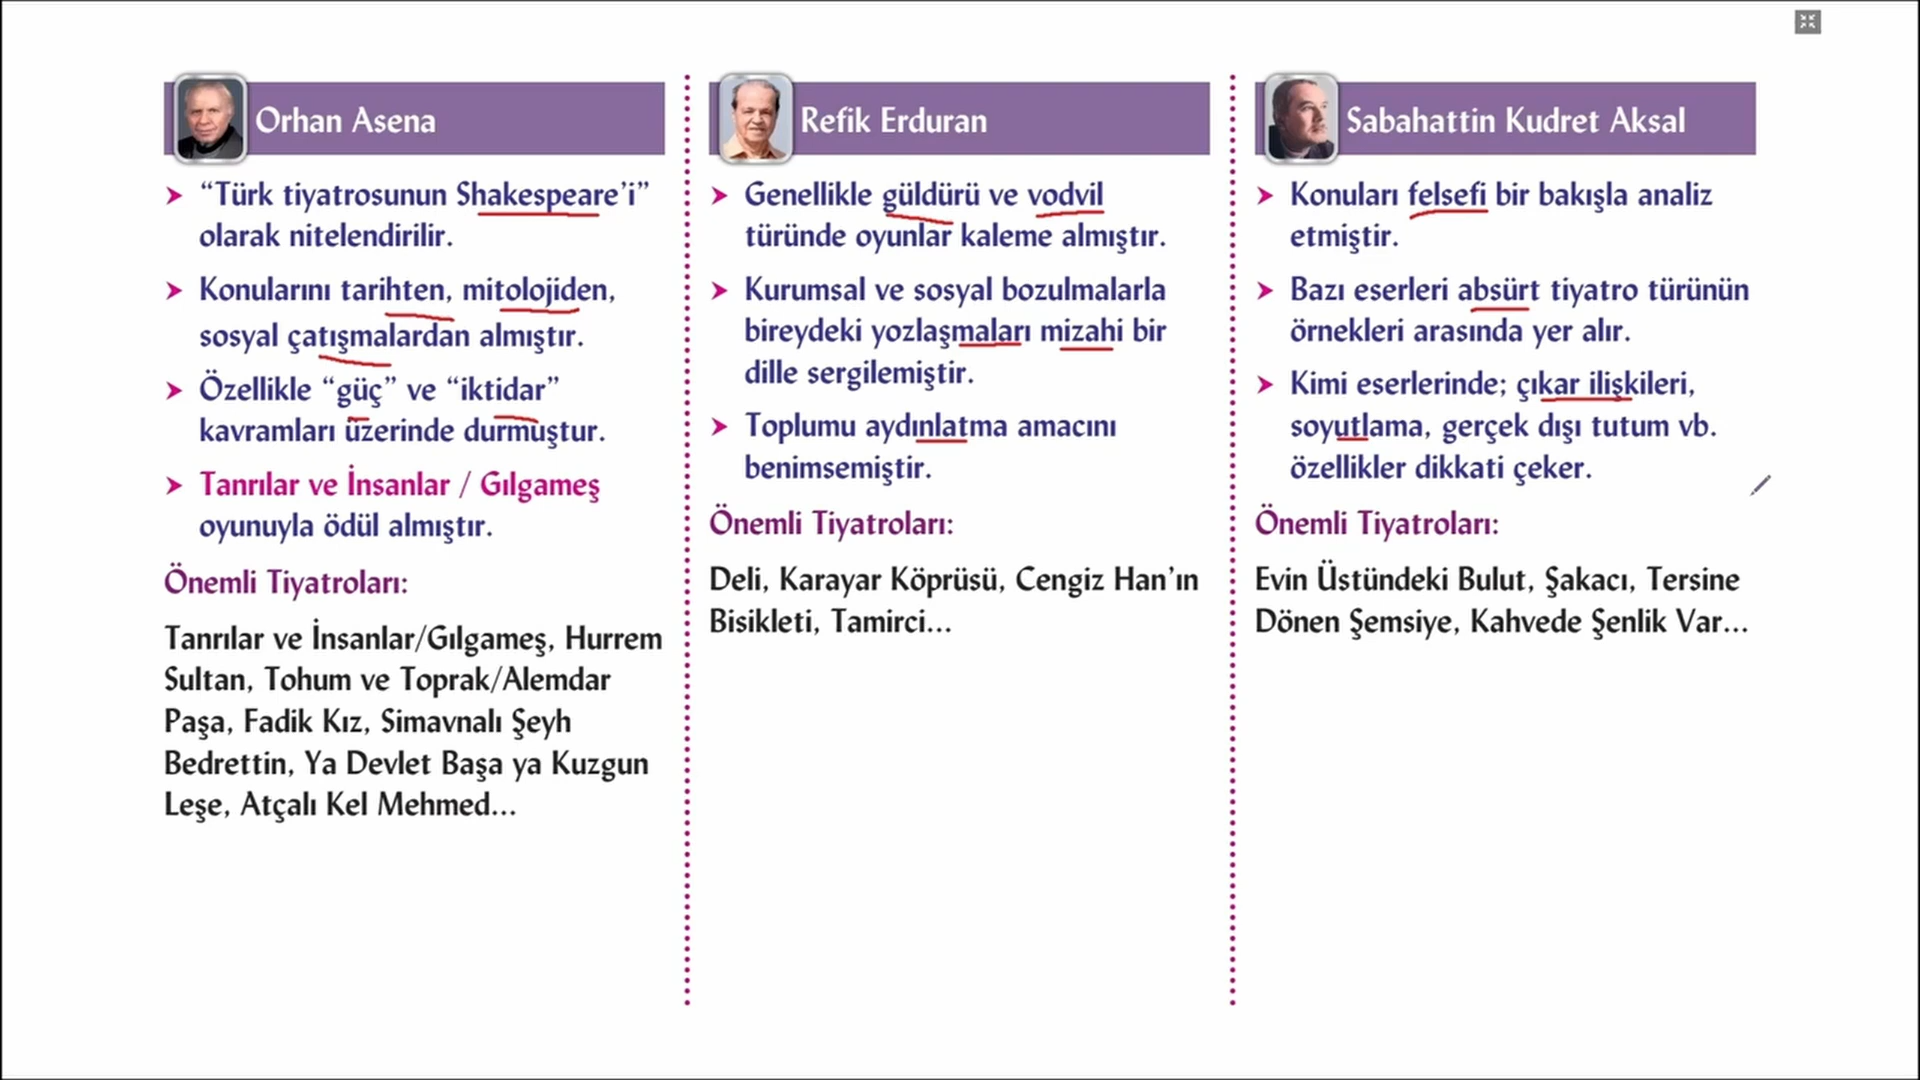 Orhan Asena
➤ “Türk tiyatrosunun Shakespeare’i”
olarak nitelendirilir.
➤ Konularını tarihten, mitolojiden,
sosyal çatışmalardan almıştır.
➤ Özellikle “güç” ve “iktidar”
kavramları üzerinde durmuştur.
➤ Tanrılar ve İnsanlar / Gılgameş
oyunuyla ödül almıştır.
Önemli Tiyatroları:
Tanrılar ve İnsanlar/Gılgameş, Hurrem
Sultan, Tohum ve Toprak/Alemdar
Paşa, Fadik Kız, Simavnalı Şeyh
Bedrettin, Ya Devlet Başa ya Kuzgun
Leşe, Atçalı Kel Mehmed...
Refik Erduran
➤ Genellikle güldürü ve vodvil
türünde oyunlar kaleme almıştır.
➤ Kurumsal ve sosyal bozulmalarla
bireydeki yozlaşmaları mizahi bir
dille sergilemiştir.
➤ Toplumu aydınlatma amacını
benimsemiştir.
Önemli Tiyatroları:
Deli, Karayar Köprüsü, Cengiz Han’ın
Bisikleti, Tamirci...
Sabahattin Kudret Aksal
➤ Konuları felsefi bir bakışla analiz
etmiştir.
➤ Bazı eserleri absürt tiyatro türünün
örnekleri arasında yer alır.
➤ Kimi eserlerinde; çıkar ilişkileri,
soyutlama, gerçek dışı tutum vb.
özellikler dikkati çeker.
Önemli Tiyatroları:
Evin Üstündeki Bulut, Şakacı, Tersine
Dönen Şemsiye, Kahvede Şenlik Var...